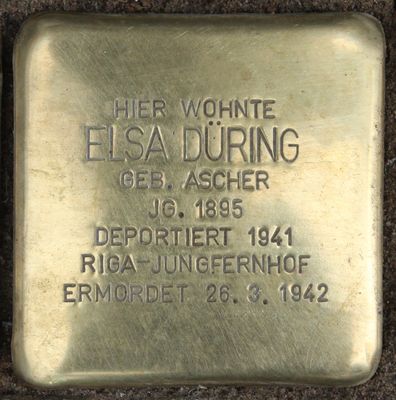 HIER WOHNTE
ELSA DÜRING
GEB. ASCHER
JG. 1895
DEPORTIERT 1941
RIGA-JUNGFERNHOF
ERMORDET 26. 3. 1942